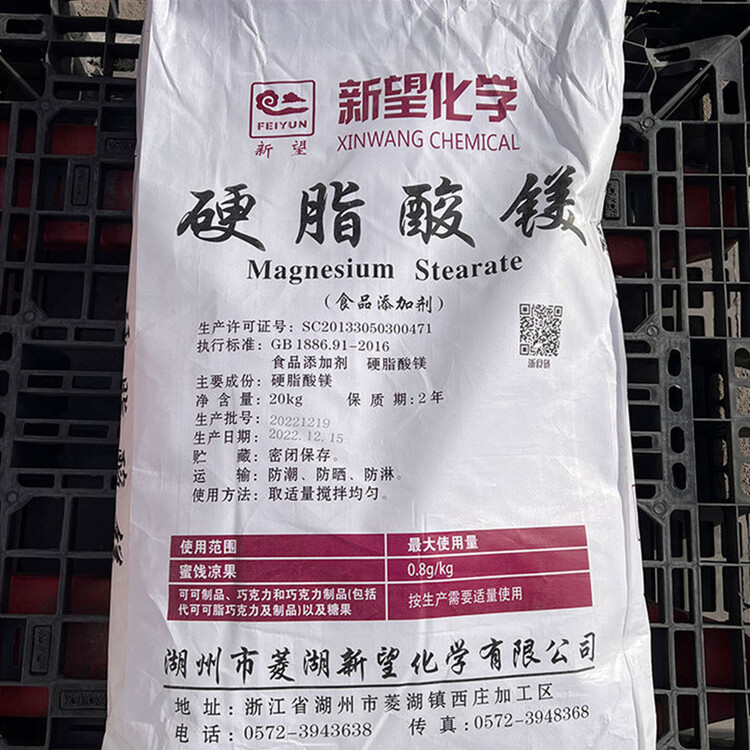 新望化学
FEIYUN
新望
XINWANG CHEMICAL
硬脂酸镁
Magnesium Stearate
(食品添加剂)
生产许可证号: SC20133050300471
执行标准: GB 1886.91-2016
食品添加剂 硬脂酸镁
浙食链
主要成份: 硬脂酸镁
净含量: 20kg 保质期: 2年
生产批号: 20221219
生产日期: 2022.12.15
贮藏: 密闭保存。
运输: 防潮、防晒、防淋。
使用方法: 取适量搅拌均匀。
使用范围 最大使用量
蜜饯凉果 0.8g/kg
可可制品、巧克力和巧克力制品(包括
代可可脂巧克力及制品)以及糖果 按生产需要适量使用
湖州市菱湖新望化学有限公司
地址: 浙江省湖州市菱湖镇西庄加工区
电话: 0572-3943638 传真: 0572-3948368
硬脂酸镁